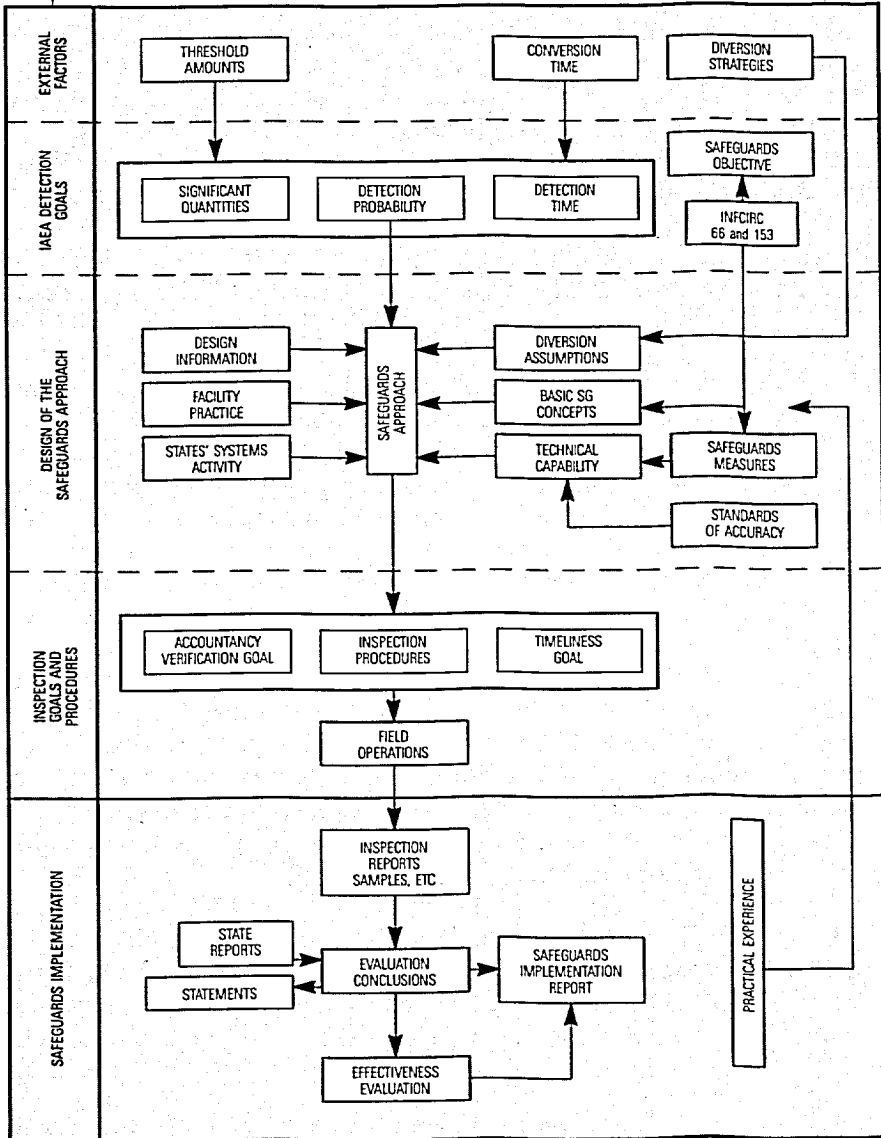 EXTERNAL
FACTORS
THRESHOLD
AMOUNTS
CONVERSION
TIME
DIVERSION
STRATEGIES
IAEA DETECTION
GOALS
SIGNIFICANT
QUANTITIES
DETECTION
PROBABILITY
DETECTION
TIME
SAFEGUARDS
OBJECTIVE
INFCIRC
66 and 153
DESIGN OF THE
SAFEGUARDS APPROACH
DESIGN
INFORMATION
FACILITY
PRACTICE
STATES' SYSTEMS
ACTIVITY
SAFEGUARDS
APPROACH
DIVERSION
ASSUMPTIONS
BASIC SG
CONCEPTS
TECHNICAL
CAPABILITY
SAFEGUARDS
MEASURES
STANDARDS
OF ACCURACY
INSPECTION
GOALS AND
PROCEDURES
ACCOUNTANCY
VERIFICATION GOAL
INSPECTION
PROCEDURES
TIMELINESS
GOAL
FIELD
OPERATIONS
SAFEGUARDS IMPLEMENTATION
INSPECTION
REPORTS
SAMPLES, ETC
STATE
REPORTS
STATEMENTS
EVALUATION
CONCLUSIONS
SAFEGUARDS
IMPLEMENTATION
REPORT
EFFECTIVENESS
EVALUATION
PRACTICAL EXPERIENCE